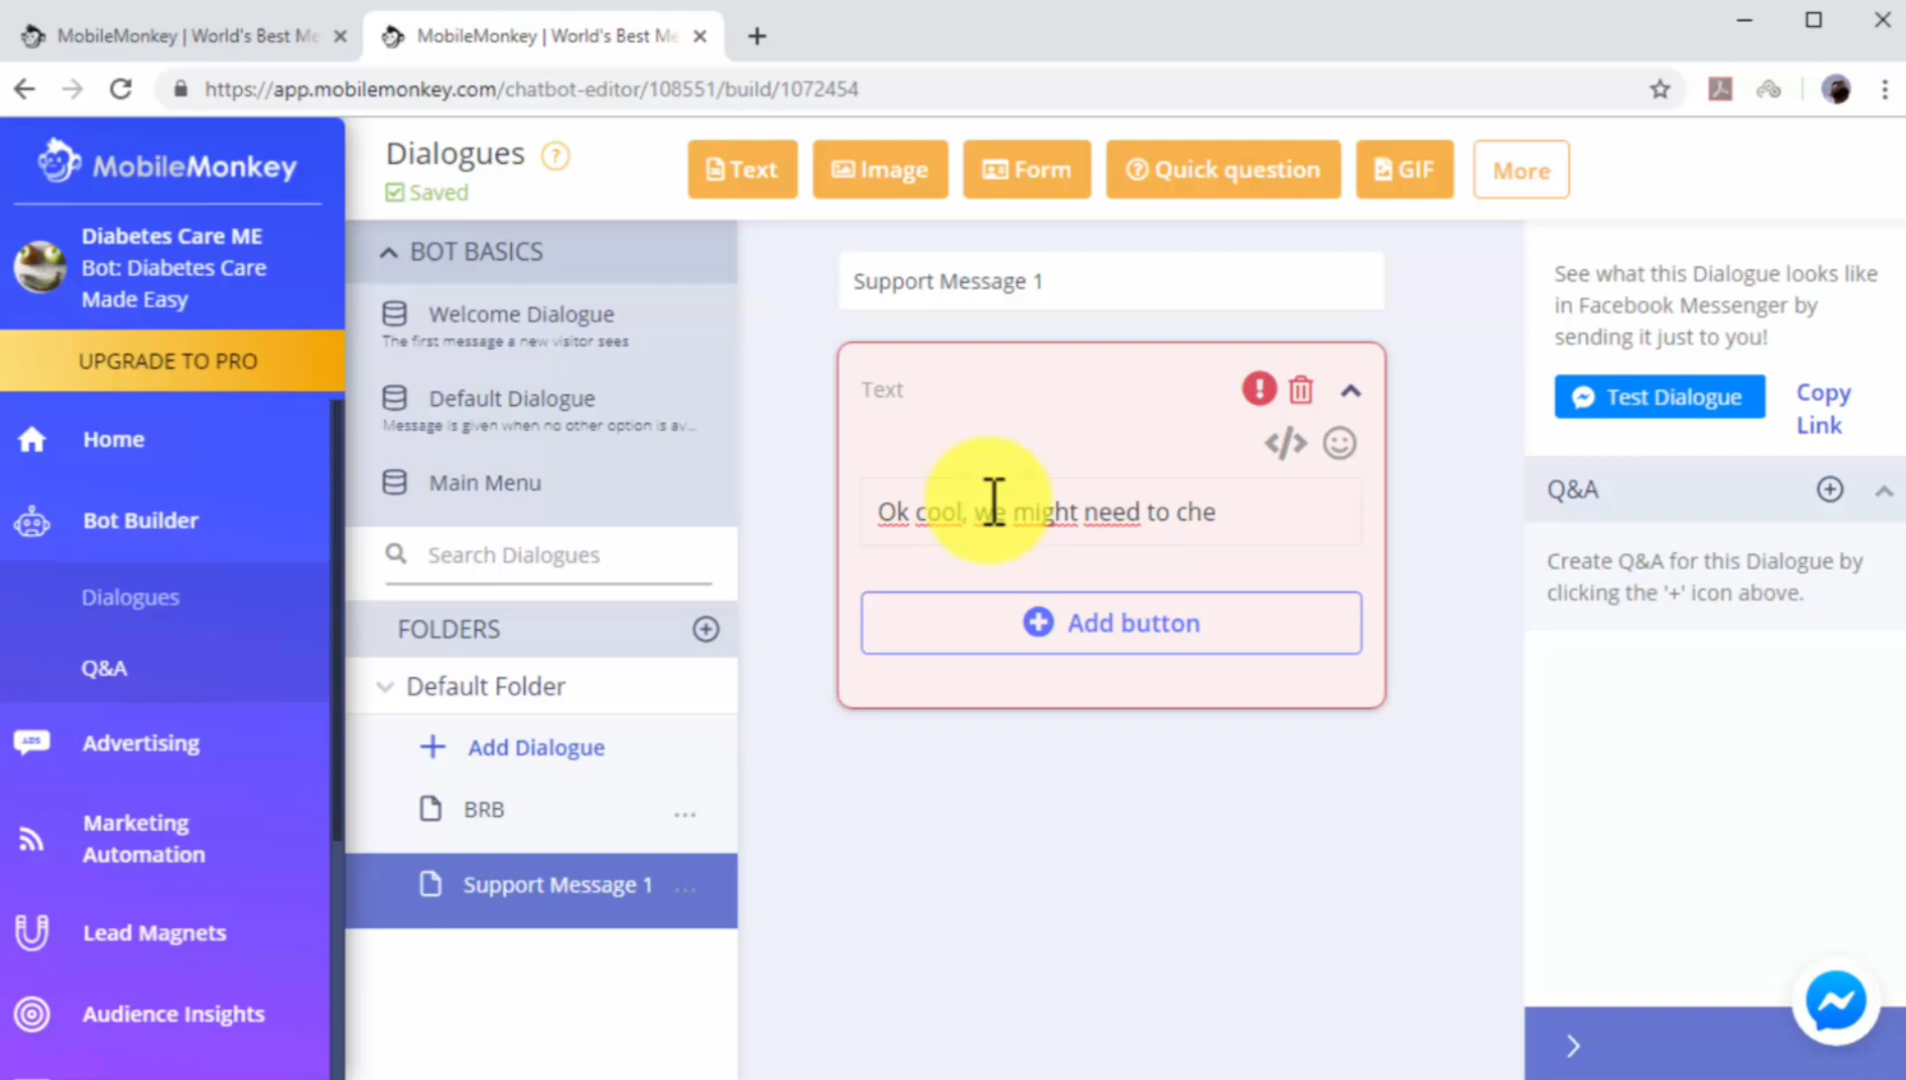 MobileMonkey | World's Best Me
MobileMonkey | World's Best Me
https://app.mobilemonkey.com/chatbot-editor/108551/build/1072454
MobileMonkey
Diabetes Care ME
Bot: Diabetes Care
Made Easy
UPGRADE TO PRO
Home
Bot Builder
Dialogues
Q&A
Advertising
ADS
Marketing
Automation
Lead Magnets
Audience Insights
Dialogues
Saved
Text
Image
Form
Quick question
GIF
More
BOT BASICS
Welcome Dialogue
The first message a new visitor sees
Default Dialogue
Message is given when no other option is av...
Main Menu
Search Dialogues
FOLDERS
Default Folder
Add Dialogue
BRB
...
Support Message 1
...
Support Message 1
Text
Ok cool, we might need to che
Add button
See what this Dialogue looks like
in Facebook Messenger by
sending it just to you!
Test Dialogue
Copy
Link
Q&A
Create Q&A for this Dialogue by
clicking the '+' icon above.